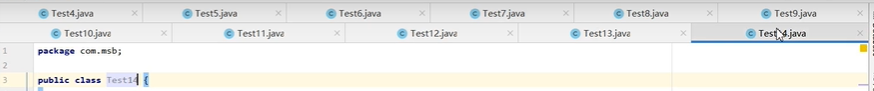 Test4.java Test5.java Test6.java Test7.java Test8.java Test9.java
Test10.java Test11.java Test12.java Test13.java Test14.java
1 package com.msb;
2
3 public class Test14 {